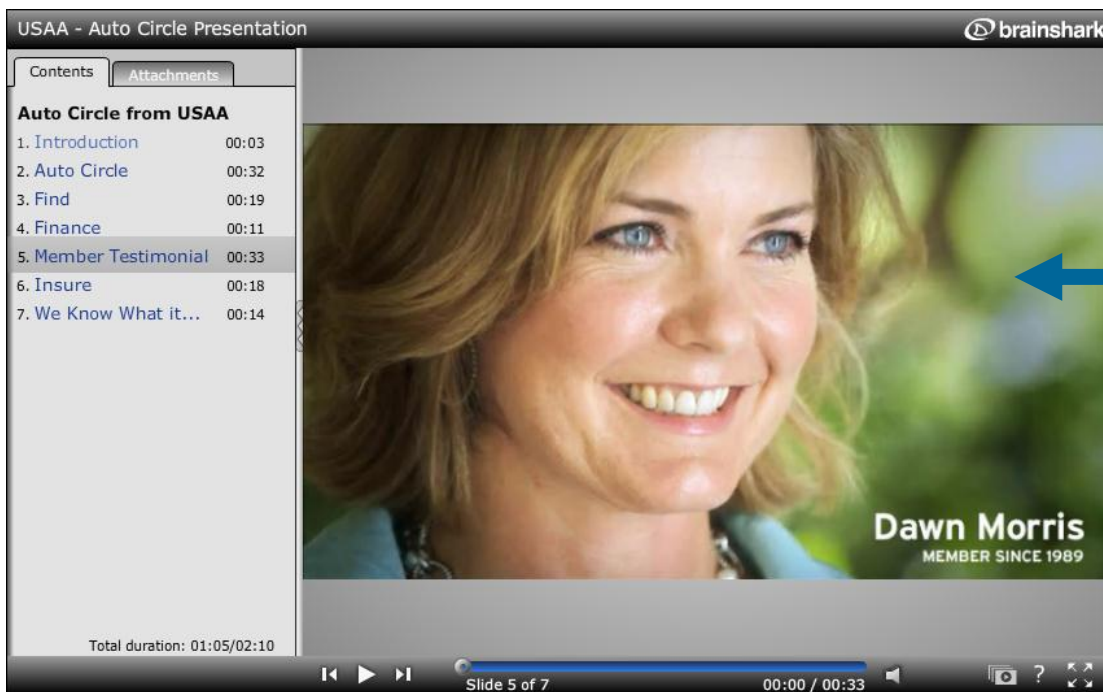 USAA - Auto Circle Presentation
brainshark
Contents
Attachments
Auto Circle from USAA
1. Introduction 00:03
2. Auto Circle 00:32
3. Find 00:19
4. Finance 00:11
5. Member Testimonial 00:33
6. Insure 00:18
7. We Know What it... 00:14
Dawn Morris
MEMBER SINCE 1989
Total duration: 01:05/02:10
Slide 5 of 7
00:00 / 00:33
?